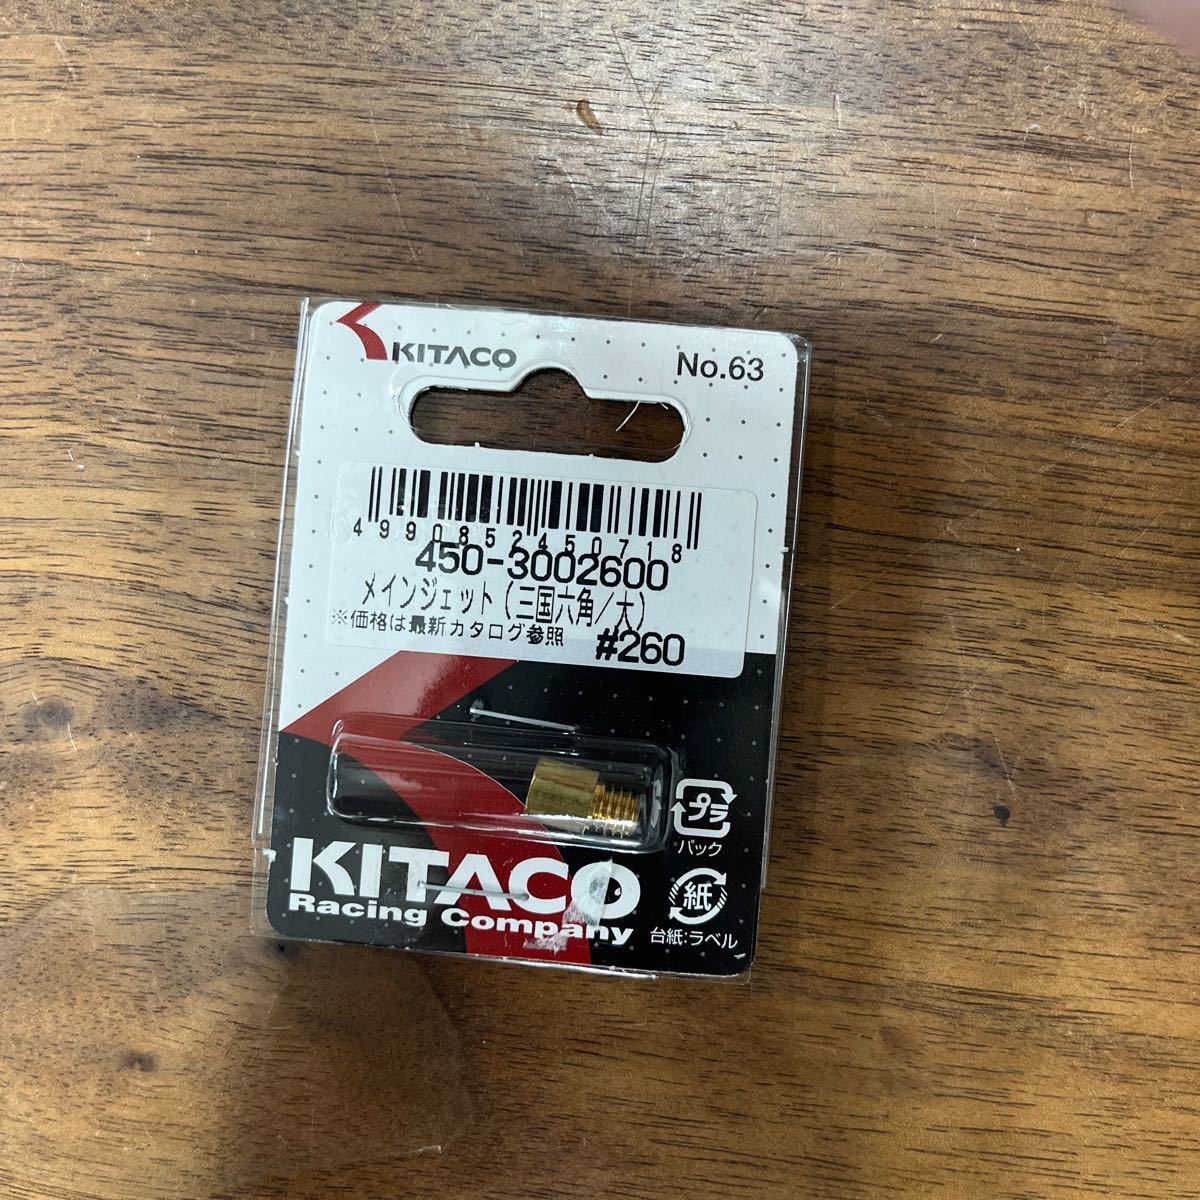 KITACO
No.63
4990852450718
450-3002600
メインジェット(三国六角/大)
※価格は最新カタログ参照 #260
プラ
パック
KITACO
Racing Company
紙
台紙:ラベル